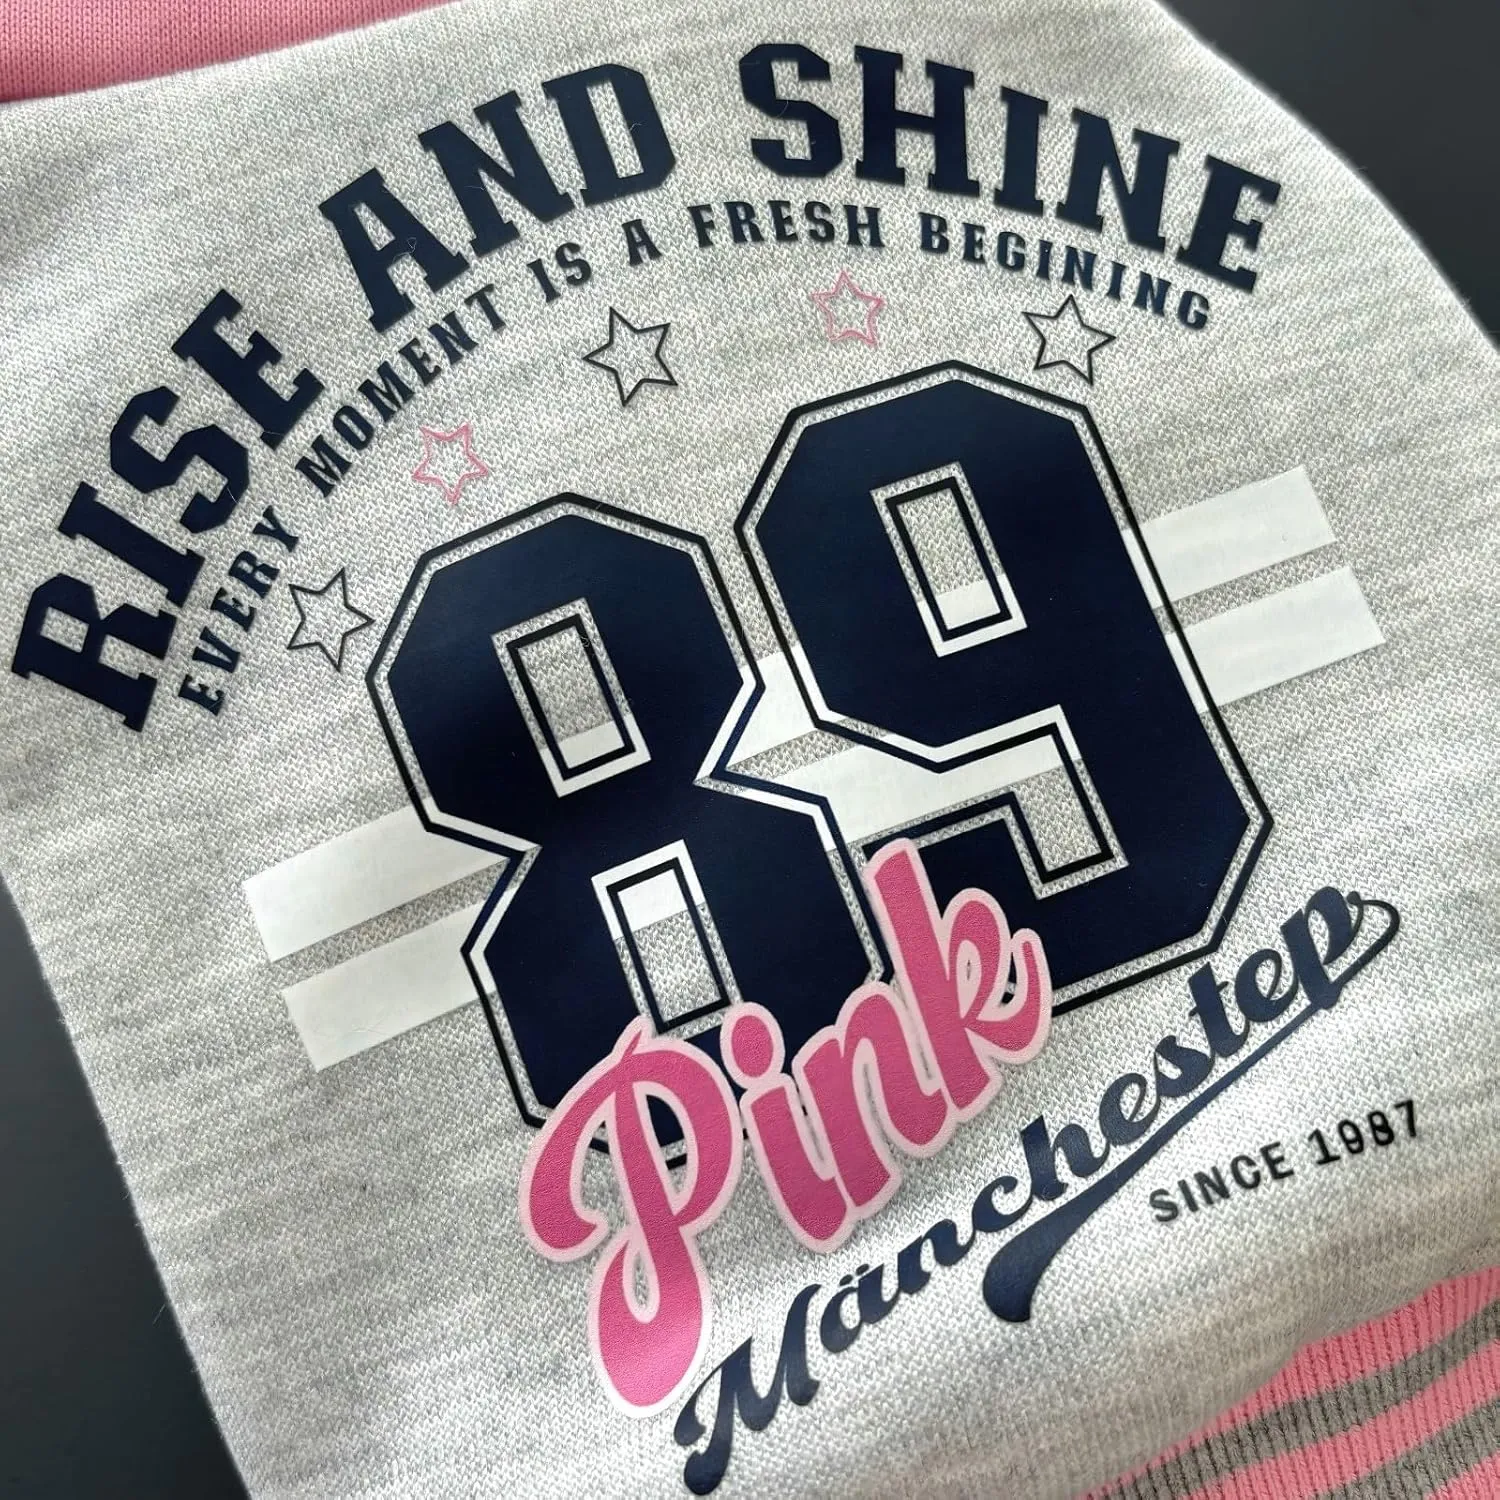 RISE AND SHINE
EVERY MOMENT IS A FRESH BEGINING
89
Pink
Mänchestep
SINCE 1987